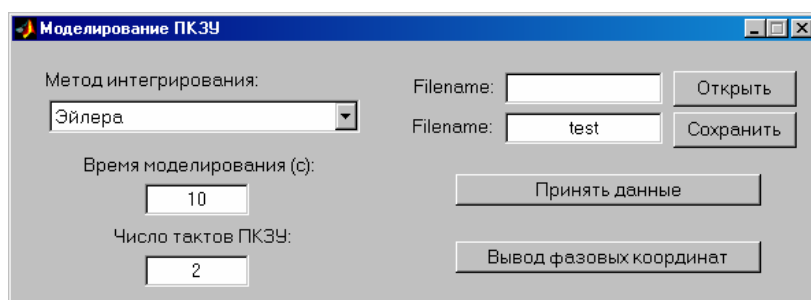 Моделирование ПКЗУ
Метод интегрирования:
Эйлера
Время моделирования (с):
10
Число тактов ПКЗУ:
2
Filename:
Открыть
Filename: test
Сохранить
Принять данные
Вывод фазовых координат